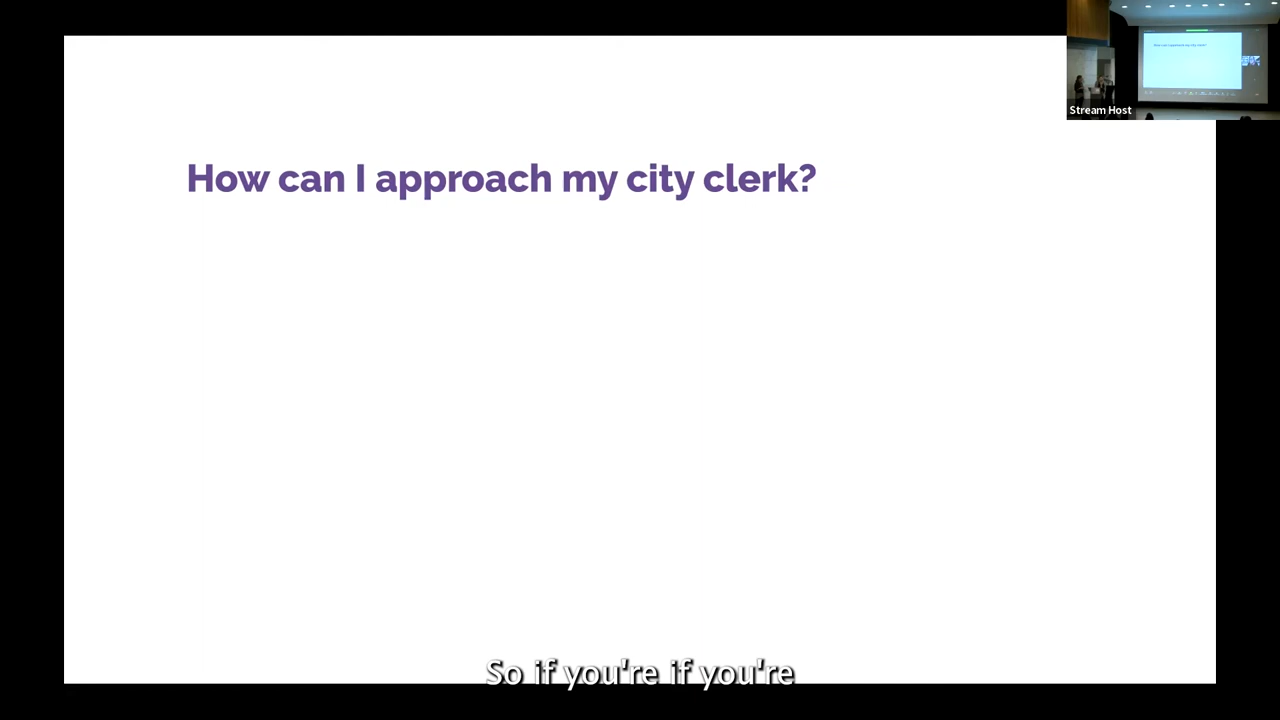 Stream Host
How can I approach my city clerk?
So if you're if you're